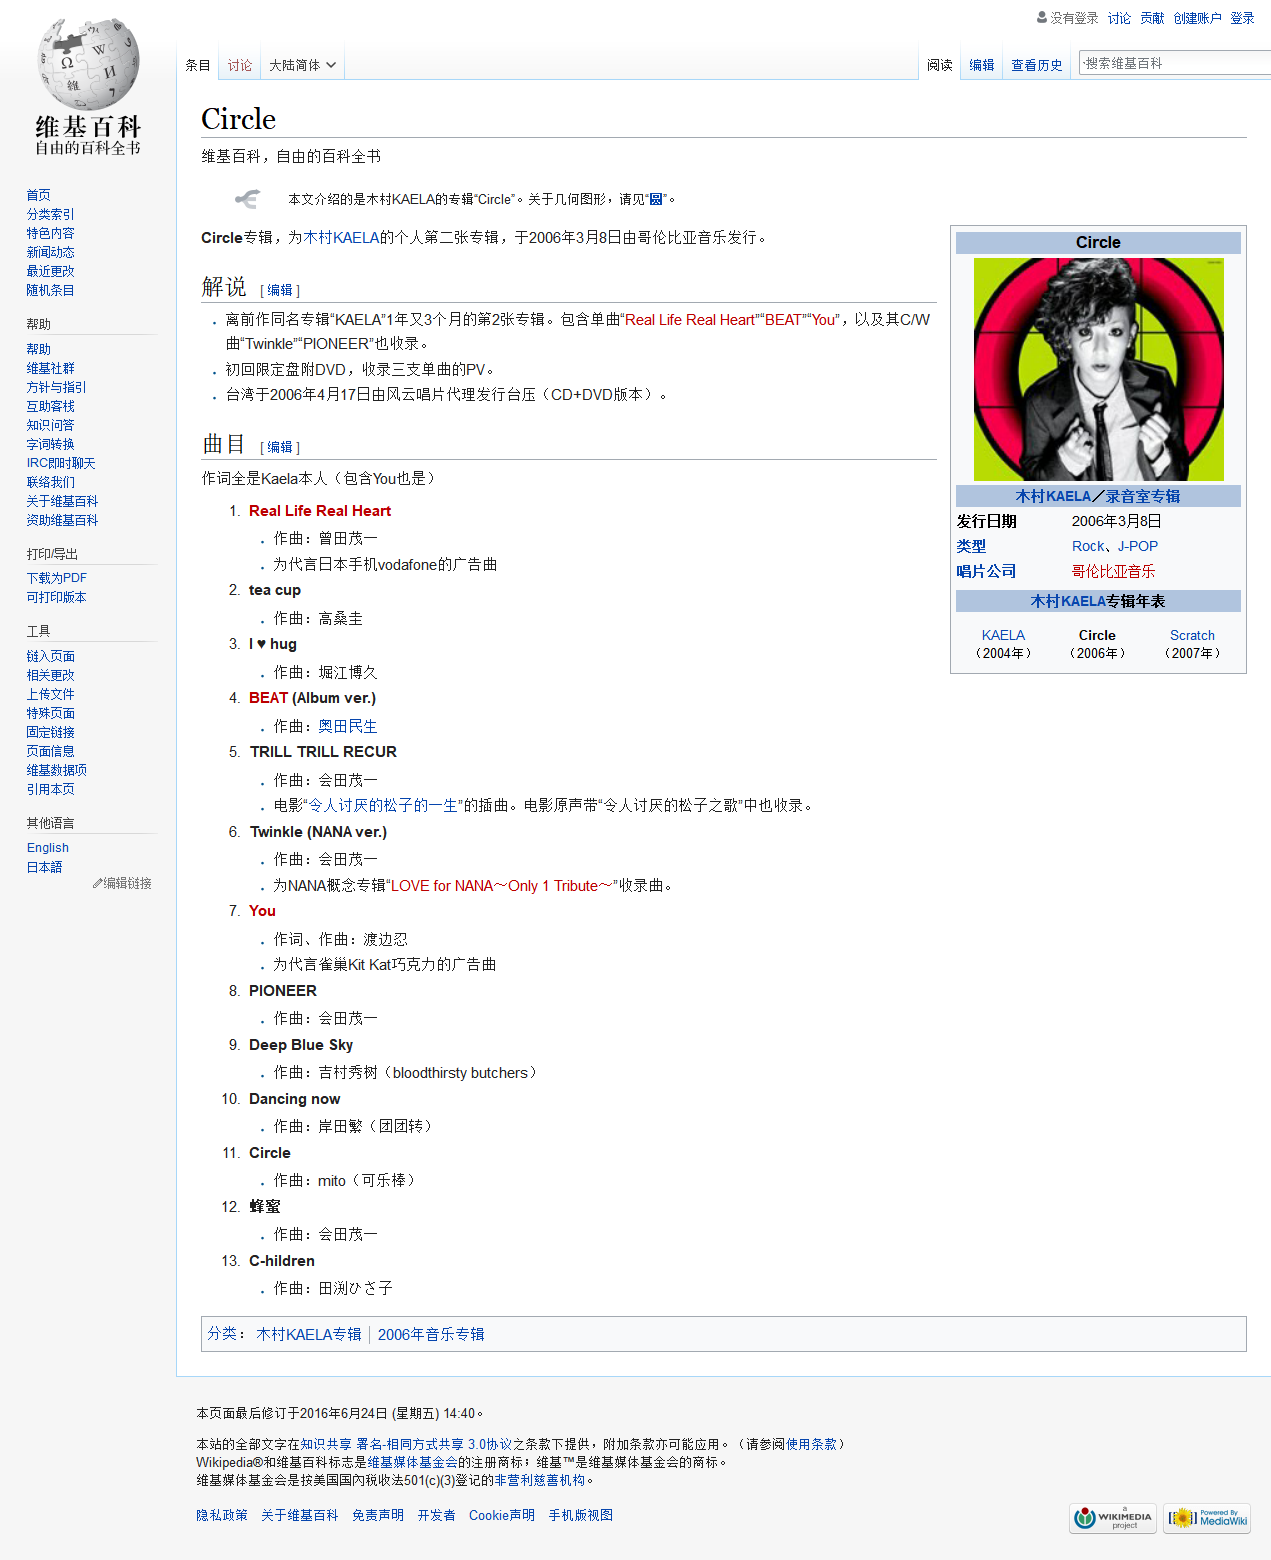 没有登录 讨论 贡献 创建账户 登录
条目 讨论 大陆简体 阅读 编辑 查看历史 搜索维基百科
维基百科
自由的百科全书
首页
分类索引
特色内容
新闻动态
最近更改
随机条目
帮助
帮助
维基社群
方针与指引
互助客栈
知识问答
字词转换
IRC即时聊天
联络我们
关于维基百科
资助维基百科
打印/导出
下载为PDF
可打印版本
工具
链入页面
相关更改
上传文件
特殊页面
固定链接
页面信息
维基数据项
引用本页
其他语言
English
日本語
编辑链接
Circle
维基百科，自由的百科全书
本文介绍的是木村KAELA的专辑“Circle”。关于几何图形，请见“圆”。
Circle专辑，为木村KAELA的个人第二张专辑，于2006年3月8日由哥伦比亚音乐发行。
解说 [ 编辑 ]
离前作同名专辑“KAELA”1年又3个月的第2张专辑。包含单曲“Real Life Real Heart”“BEAT”“You”，以及其C/W
曲“Twinkle”“PIONEER”也收录。
初回限定盘附DVD，收录三支单曲的PV。
台湾于2006年4月17日由风云唱片代理发行台压（CD+DVD版本）。
曲目 [ 编辑 ]
作词全是Kaela本人（包含You也是）
1. Real Life Real Heart
作曲：曾田茂一
为代言日本手机vodafone的广告曲
2. tea cup
作曲：高桑圭
3. I ♥ hug
作曲：堀江博久
4. BEAT (Album ver.)
作曲：奥田民生
5. TRILL TRILL RECUR
作曲：会田茂一
电影“令人讨厌的松子的一生”的插曲。电影原声带“令人讨厌的松子之歌”中也收录。
6. Twinkle (NANA ver.)
作曲：会田茂一
为NANA概念专辑“LOVE for NANA～Only 1 Tribute～”收录曲。
7. You
作词、作曲：渡边忍
为代言雀巢Kit Kat巧克力的广告曲
8. PIONEER
作曲：会田茂一
9. Deep Blue Sky
作曲：吉村秀树（bloodthirsty butchers）
10. Dancing now
作曲：岸田繁（团团转）
11. Circle
作曲：mito（可乐棒）
12. 蜂蜜
作曲：会田茂一
13. C-hildren
作曲：田渕ひさ子
Circle
木村KAELA／录音室专辑
发行日期 2006年3月8日
类型 Rock、J-POP
唱片公司 哥伦比亚音乐
木村KAELA专辑年表
KAELA Circle Scratch
（2004年） （2006年） （2007年）
分类： 木村KAELA专辑 | 2006年音乐专辑
本页面最后修订于2016年6月24日 (星期五) 14:40。
本站的全部文字在知识共享 署名-相同方式共享 3.0协议之条款下提供，附加条款亦可能应用。（请参阅使用条款）
Wikipedia®和维基百科标志是维基媒体基金会的注册商标；维基™是维基媒体基金会的商标。
维基媒体基金会是按美国国內税收法501(c)(3)登记的非营利慈善机构。
隐私政策 关于维基百科 免责声明 开发者 Cookie声明 手机版视图
a
WIKIMEDIA
project
Powered By
MediaWiki